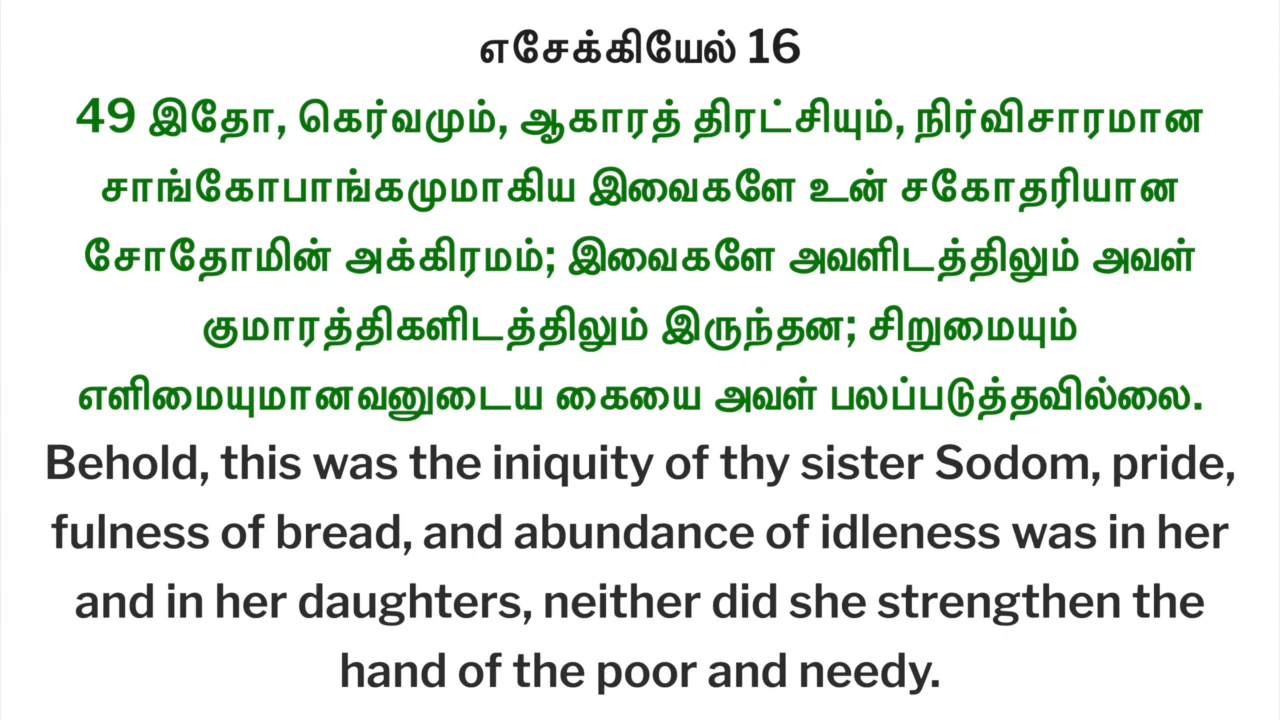 எசேக்கியேல் 16
49 இதோ, கெர்வமும், ஆகாரத் திரட்சியும், நிர்விசாரமான
சாங்கோபாங்கமுமாகிய இவைகளே உன் சகோதரியான
சோதோமின் அக்கிரமம்; இவைகளே அவளிடத்திலும் அவள்
குமாரத்திகளிடத்திலும் இருந்தன; சிறுமையும்
எளிமையுமானவனுடைய கையை அவள் பலப்படுத்தவில்லை.
Behold, this was the iniquity of thy sister Sodom, pride,
fulness of bread, and abundance of idleness was in her
and in her daughters, neither did she strengthen the
hand of the poor and needy.